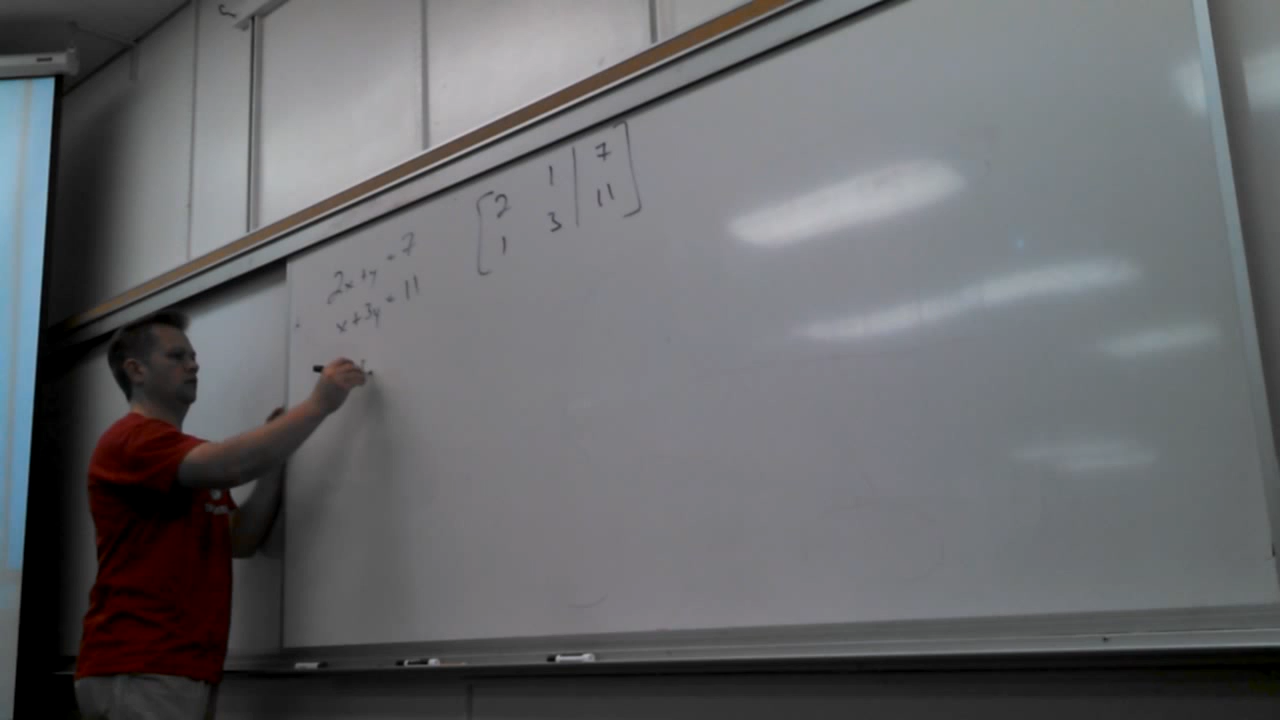 2x+y = 7
x+3y = 11
[2 1 | 7]
[1 3 | 11]